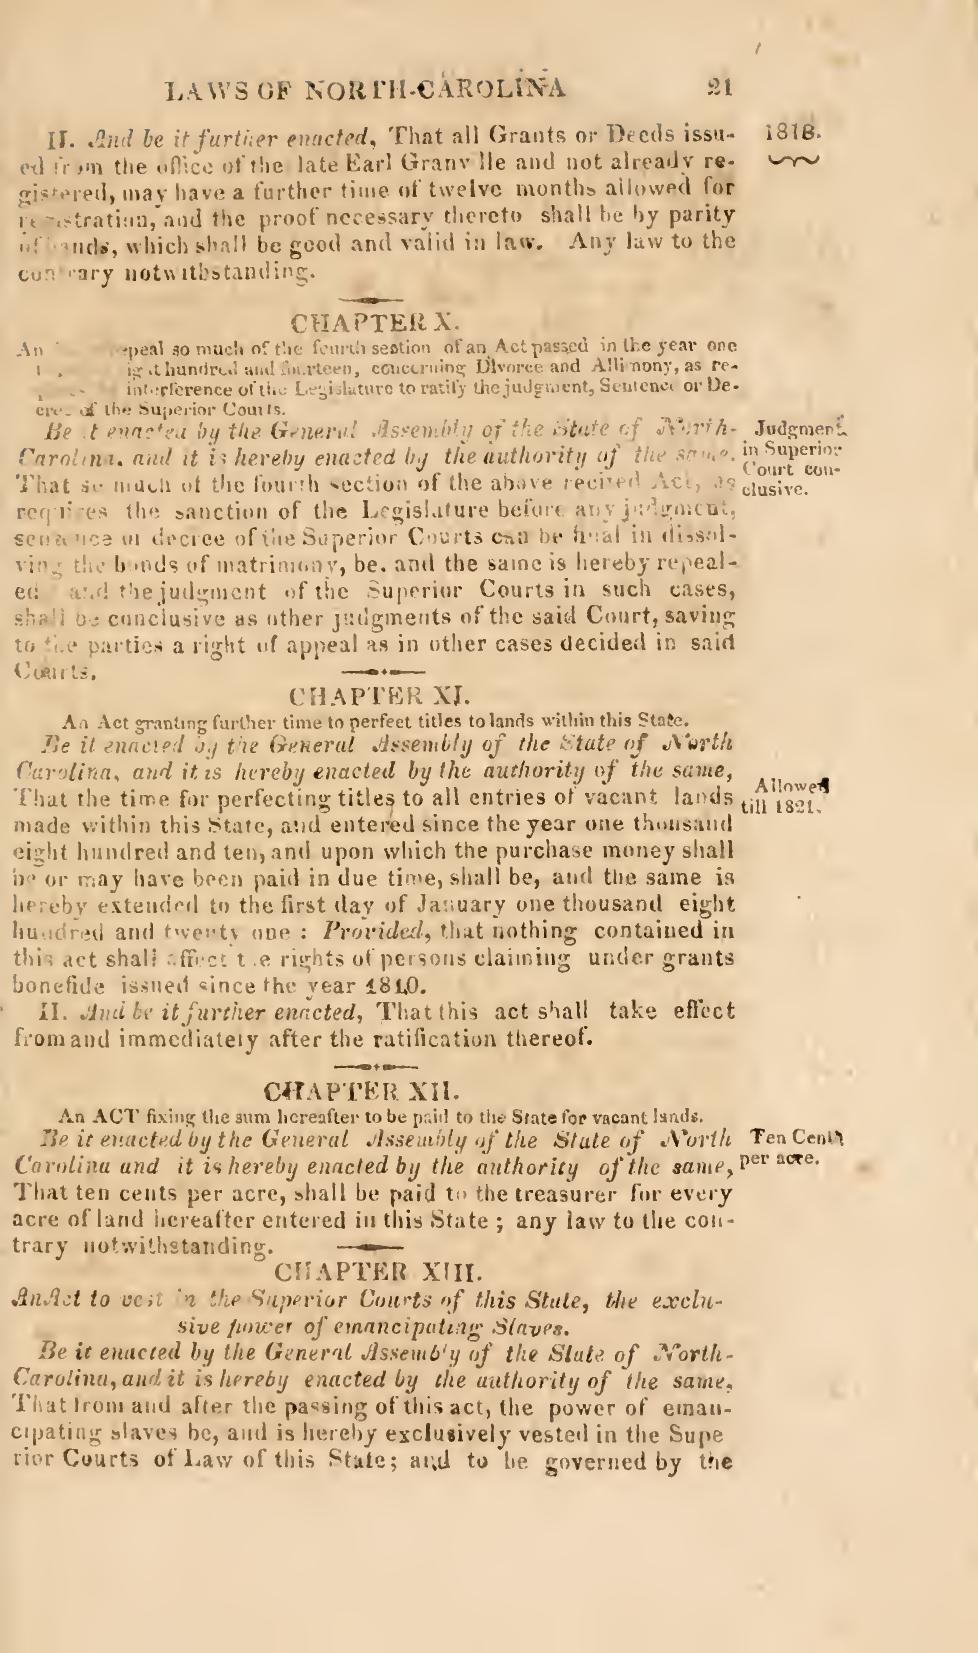 LAWS OF NORTH-CAROLINA 21
II. And be it further enacted, That all Grants or Deeds issu-
1818.
ed from the office of the late Earl Granv lle and not already re-
gistered, may have a further time of twelve months allowed for
registration, and the proof necessary thereto shall be by parity
of hands, which shall be good and valid in law. Any law to the
contrary notwithstanding.
CHAPTER X.
An epeal so much of the fourth section of an Act passed in the year one
eight hundred and fourteen, concerning Divorce and Allimony, as re-
interference of the Legislature to ratify the judgment, Sentence or De-
cree of the Superior Courts.
Be it enacted by the General Assembly of the State of North-
Carolina, and it is hereby enacted by the authority of the same,
That so much of the fourth section of the above recited Act, as
requires the sanction of the Legislature before any judgment,
sentence or decree of the Superior Courts can be final in dissol-
ving the bonds of matrimony, be, and the same is hereby repeal-
ed and the judgment of the Superior Courts in such cases,
shall be conclusive as other judgments of the said Court, saving
to the parties a right of appeal as in other cases decided in said
Courts.
Judgment
in Superior
Court con-
clusive.
CHAPTER XI.
An Act granting further time to perfect titles to lands within this State.
Be it enacted by the General Assembly of the State of North
Carolina, and it is hereby enacted by the authority of the same,
That the time for perfecting titles to all entries of vacant lands
made within this State, and entered since the year one thousand
eight hundred and ten, and upon which the purchase money shall
be or may have been paid in due time, shall be, and the same is
hereby extended to the first day of January one thousand eight
hundred and twenty one : Provided, that nothing contained in
this act shall affect t e rights of persons claiming under grants
bonefide issued since the year 1810.
II. And be it further enacted, That this act shall take effect
from and immediately after the ratification thereof.
Allowed
till 1821.
CHAPTER XII.
An ACT fixing the sum hereafter to be paid to the State for vacant lands.
Be it enacted by the General Assembly of the State of North
Carolina and it is hereby enacted by the authority of the same,
That ten cents per acre, shall be paid to the treasurer for every
acre of land hereafter entered in this State ; any law to the con-
trary notwithstanding.
Ten Cents
per acre.
CHAPTER XIII.
An Act to vest in the Superior Courts of this State, the exclu-
sive power of emancipating Slaves.
Be it enacted by the General Assembly of the State of North-
Carolina, and it is hereby enacted by the authority of the same,
That from and after the passing of this act, the power of eman-
cipating slaves be, and is hereby exclusively vested in the Supe
rior Courts of Law of this State; and to be governed by the